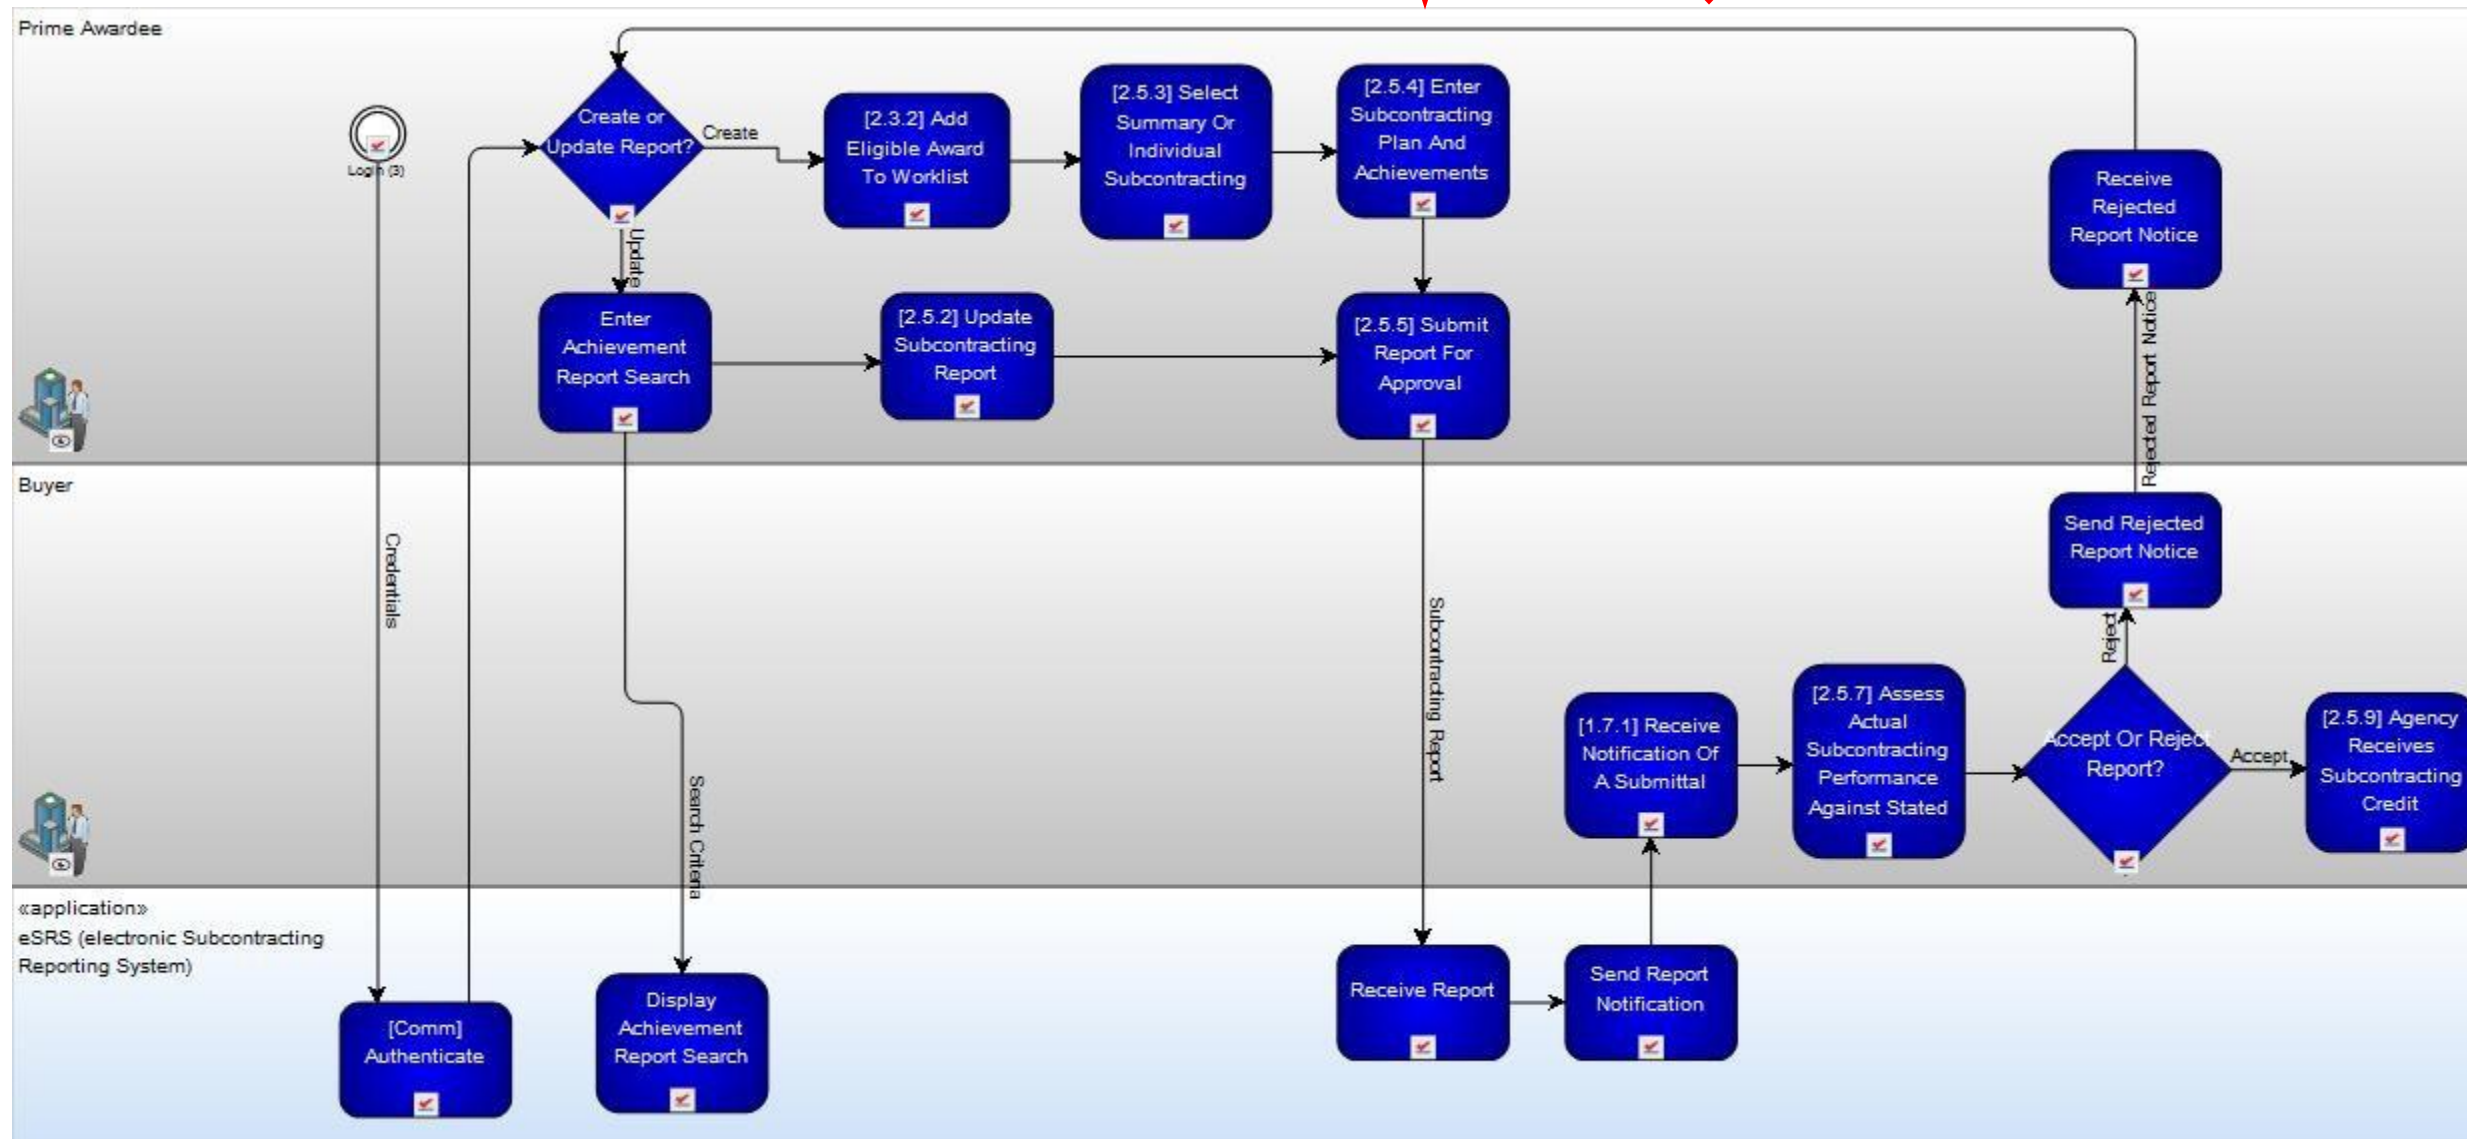 Prime Awardee
Login (3)
Create or
Update Report?
Create
Update
[2.3.2] Add
Eligible Award
To Worklist
[2.5.3] Select
Summary Or
Individual
Subcontracting
[2.5.4] Enter
Subcontracting
Plan And
Achievements
Enter
Achievement
Report Search
[2.5.2] Update
Subcontracting
Report
[2.5.5] Submit
Report For
Approval
Receive
Rejected
Report Notice
Rejected Report Notice
Buyer
Credentials
Search Criteria
Subcontracting Report
[1.7.1] Receive
Notification Of
A Submittal
[2.5.7] Assess
Actual
Subcontracting
Performance
Against Stated
Send Rejected
Report Notice
Reject
Accept Or Reject
Report?
Accept
[2.5.9] Agency
Receives
Subcontracting
Credit
«application»
eSRS (electronic Subcontracting
Reporting System)
[Comm]
Authenticate
Display
Achievement
Report Search
Receive Report
Send Report
Notification